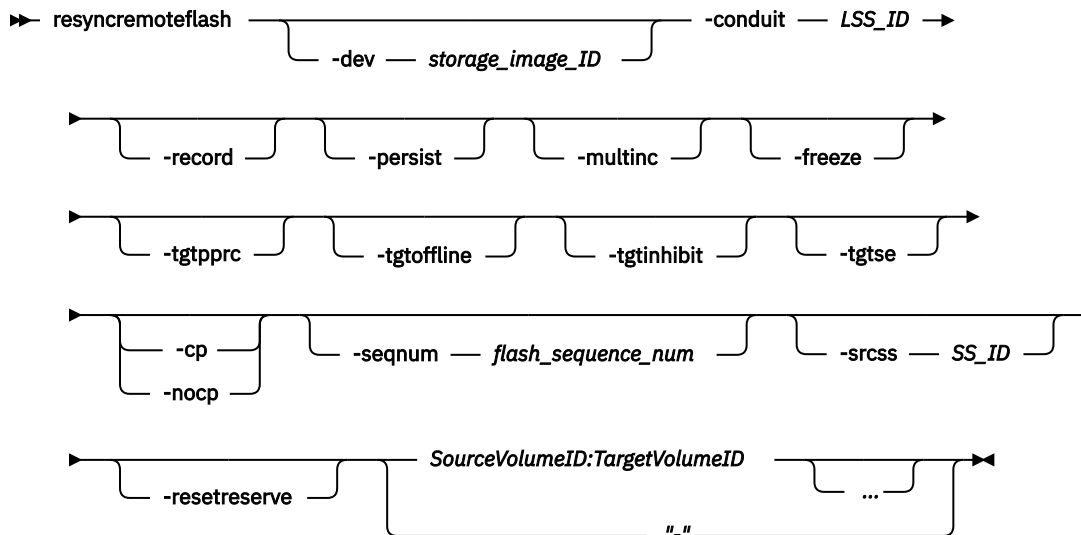 resyncremoteflash -dev storage_image_ID -conduit LSS_ID
-record -persist -multinc -freeze
-tgtpprc -tgtoffline -tgtinhibit -tgtse
-cp
-nocp -seqnum flash_sequence_num -srcss SS_ID
-resetreserve SourceVolumeID:TargetVolumeID ...
"-"